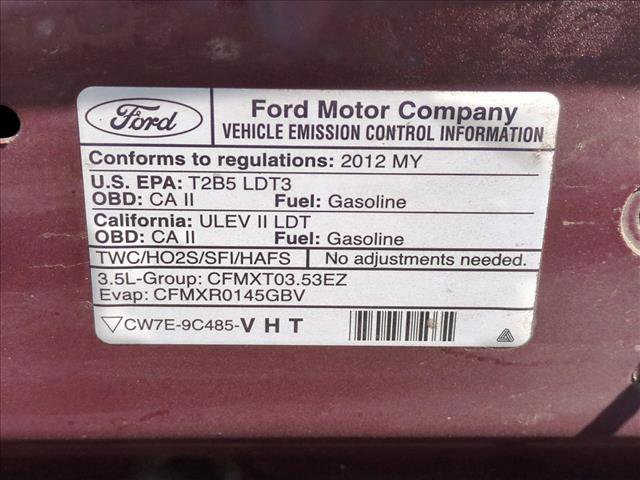 Ford
Ford Motor Company
VEHICLE EMISSION CONTROL INFORMATION
Conforms to regulations: 2012 MY
U.S. EPA: T2B5 LDT3
OBD: CA II Fuel: Gasoline
California: ULEV II LDT
OBD: CA II Fuel: Gasoline
TWC/HO2S/SFI/HAFS No adjustments needed.
3.5L-Group: CFMXT03.53EZ
Evap: CFMXR0145GBV
CW7E-9C485-V H T